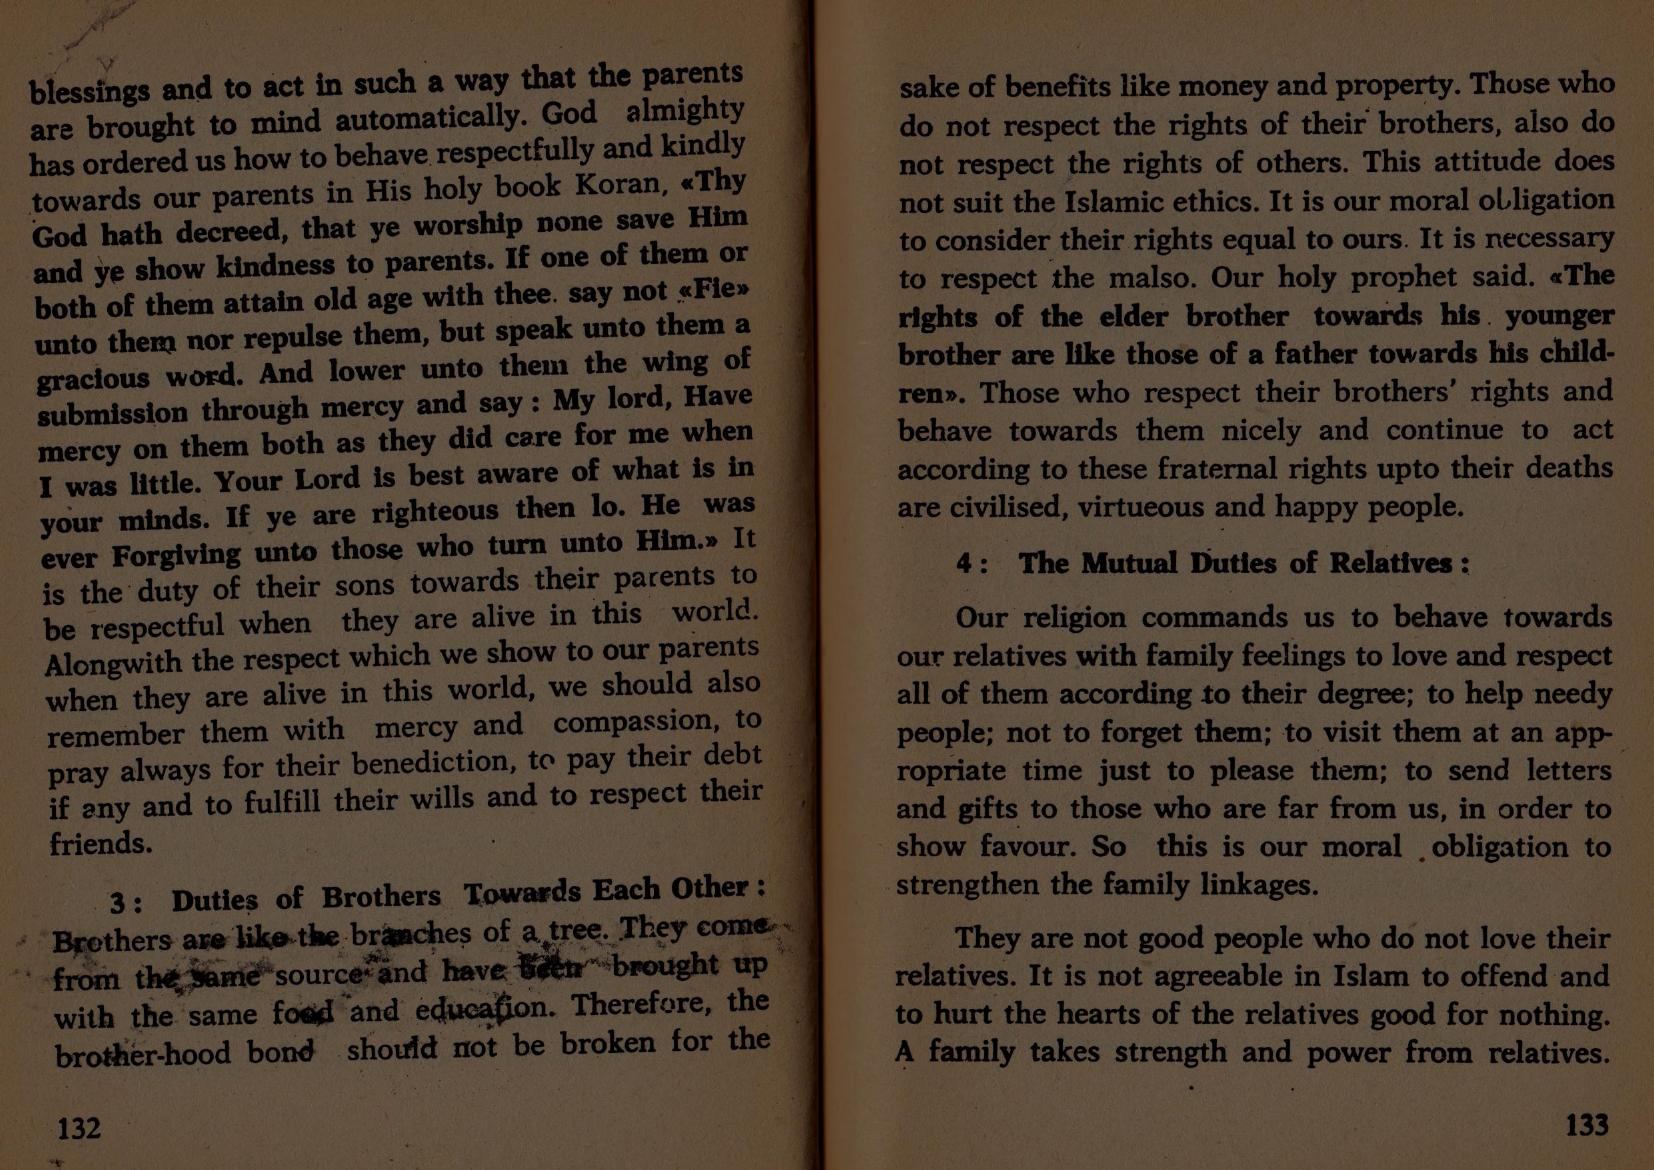 blessings and to act in such a way that the parents
are brought to mind automatically. God almighty
has ordered us how to behave respectfully and kindly
towards our parents in His holy book Koran, «Thy
God hath decreed, that ye worship none save Him
and ye show kindness to parents. If one of them or
both of them attain old age with thee. say not «Fie»
unto them nor repulse them, but speak unto them a
gracious word. And lower unto them the wing of
submission through mercy and say : My lord, Have
mercy on them both as they did care for me when
I was little. Your Lord is best aware of what is in
your minds. If ye are righteous then lo. He was
ever Forgiving unto those who turn unto Him.» It
is the duty of their sons towards their parents to
be respectful when they are alive in this world.
Alongwith the respect which we show to our parents
when they are alive in this world, we should also
remember them with mercy and compassion, to
pray always for their benediction, to pay their debt
if any and to fulfill their wills and to respect their
friends.
3 : Duties of Brothers Towards Each Other :
Brothers are like the branches of a tree. They come
from the same source and have been brought up
with the same food and education. Therefore, the
brother-hood bond should not be broken for the
132
sake of benefits like money and property. Those who
do not respect the rights of their brothers, also do
not respect the rights of others. This attitude does
not suit the Islamic ethics. It is our moral obligation
to consider their rights equal to ours. It is necessary
to respect the malso. Our holy prophet said. «The
rights of the elder brother towards his younger
brother are like those of a father towards his child-
ren». Those who respect their brothers' rights and
behave towards them nicely and continue to act
according to these fraternal rights upto their deaths
are civilised, virtueous and happy people.
4 : The Mutual Duties of Relatives :
Our religion commands us to behave towards
our relatives with family feelings to love and respect
all of them according to their degree; to help needy
people; not to forget them; to visit them at an app-
ropriate time just to please them; to send letters
and gifts to those who are far from us, in order to
show favour. So this is our moral obligation to
strengthen the family linkages.
They are not good people who do not love their
relatives. It is not agreeable in Islam to offend and
to hurt the hearts of the relatives good for nothing.
A family takes strength and power from relatives.
133